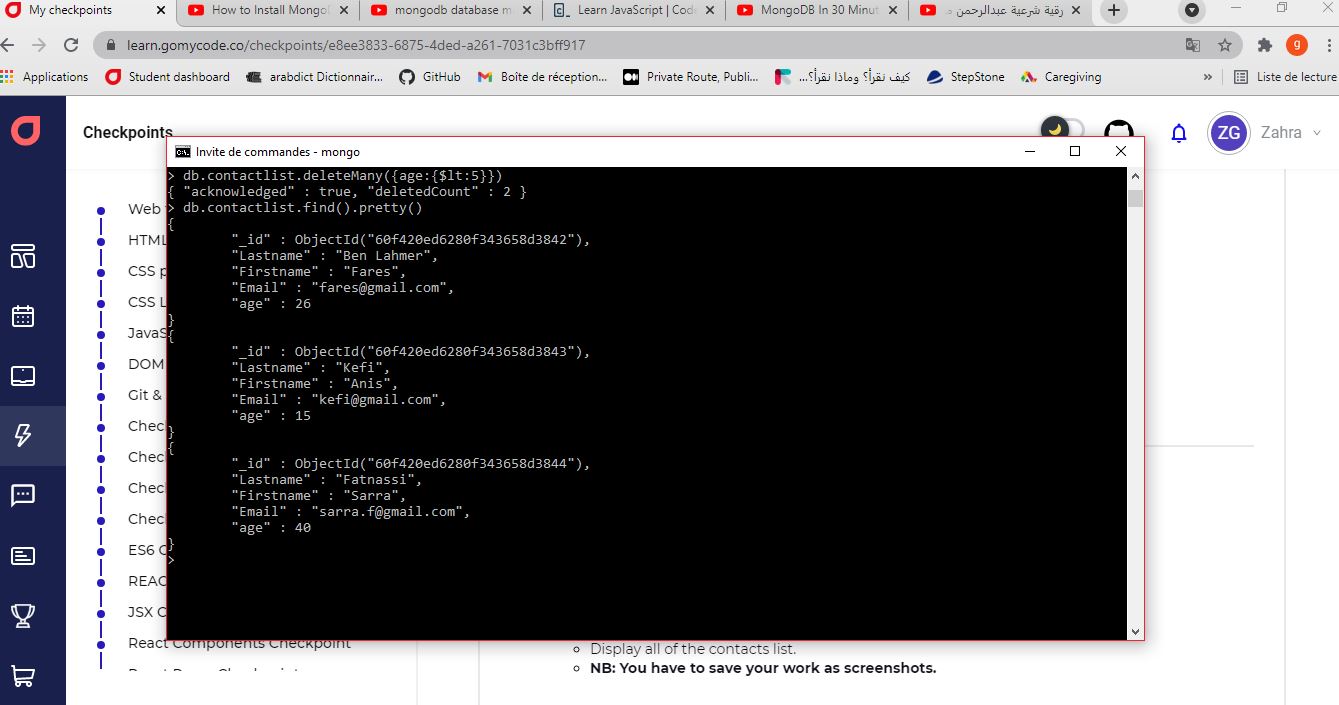 My checkpoints
How to Install Mongo
mongodb database m
Learn JavaScript | Code
MongoDB In 30 Minut
رقية شرعية عبدالرحمن م
learn.gomycode.co/checkpoints/e8ee3833-6875-4ded-a261-7031c3bff917
g
Applications
Student dashboard
arabdict Dictionnair...
GitHub
Boîte de réception...
Private Route, Publi...
كيف نقرأ؟ وماذا نقرأ؟...
StepStone
Caregiving
»
Liste de lecture
Checkpoints
ZG
Zahra
Invite de commandes - mongo
> db.contactlist.deleteMany({age:{$lt:5}})
{ "acknowledged" : true, "deletedCount" : 2 }
> db.contactlist.find().pretty()
{
"_id" : ObjectId("60f420ed6280f343658d3842"),
"Lastname" : "Ben Lahmer",
"Firstname" : "Fares",
"Email" : "fares@gmail.com",
"age" : 26
}
{
"_id" : ObjectId("60f420ed6280f343658d3843"),
"Lastname" : "Kefi",
"Firstname" : "Anis",
"Email" : "kefi@gmail.com",
"age" : 15
}
{
"_id" : ObjectId("60f420ed6280f343658d3844"),
"Lastname" : "Fatnassi",
"Firstname" : "Sarra",
"Email" : "sarra.f@gmail.com",
"age" : 40
}
>
Web
HTML
CSS p
CSS L
JavaS
DOM
Git &
Chec
Chec
Chec
Chec
ES6 C
REAC
JSX C
React Components Checkpoint
Display all of the contacts list.
NB: You have to save your work as screenshots.